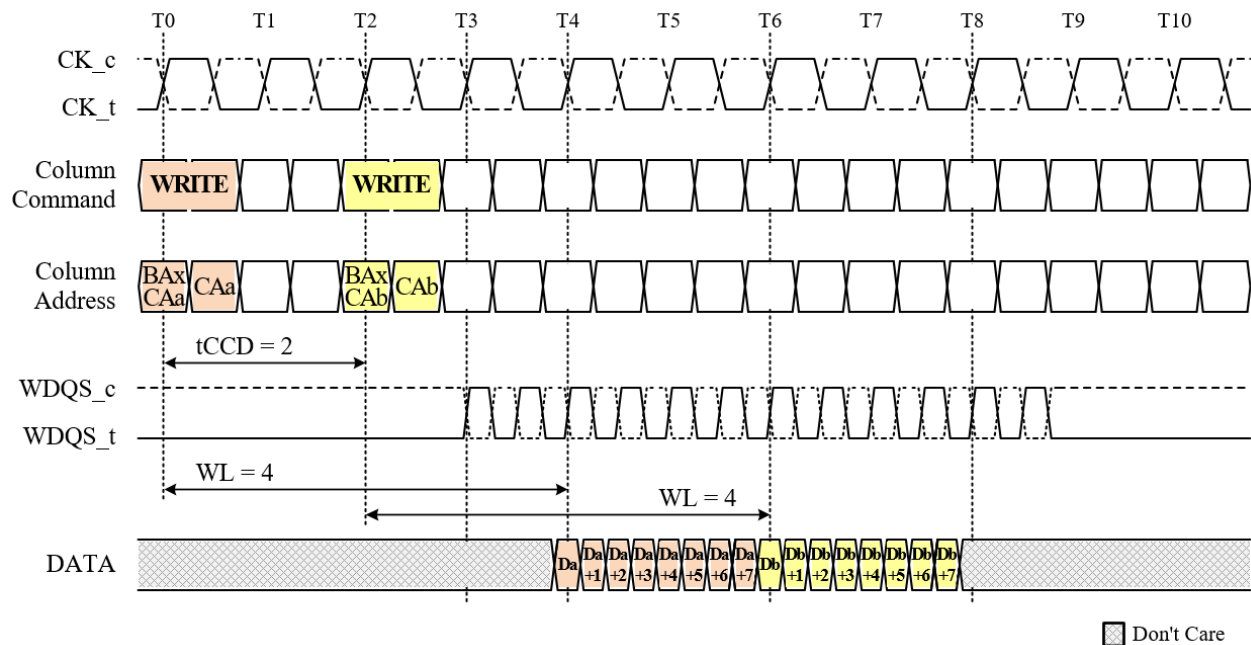 T0 T1 T2 T3 T4 T5 T6 T7 T8 T9 T10
CK_c
CK_t
Column
Command
WRITE WRITE
Column
Address
BAx
CAa
CAa
BAx
CAb
CAb
tCCD = 2
WDQS_c
WDQS_t
WL = 4
WL = 4
DATA
Da
Da
+1
Da
+2
Da
+3
Da
+4
Da
+5
Da
+6
Da
+7
Db
Db
+1
Db
+2
Db
+3
Db
+4
Db
+5
Db
+6
Db
+7
Don't Care